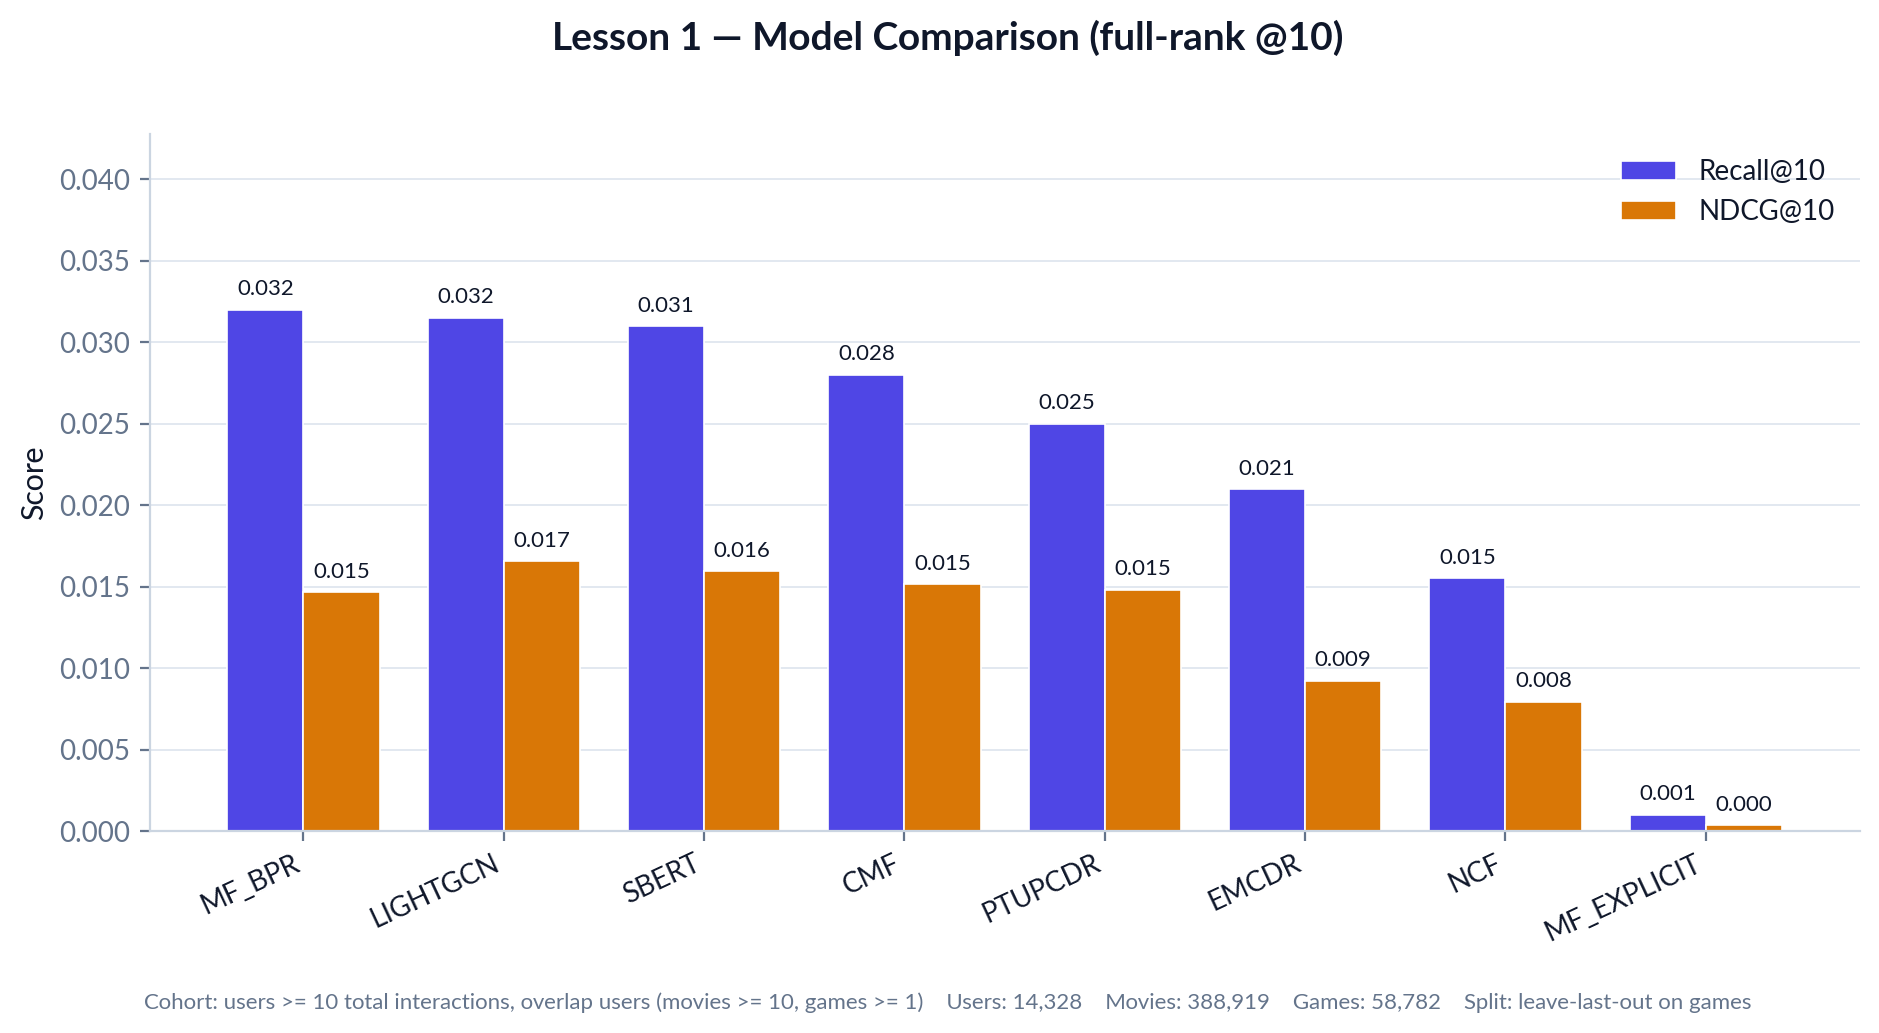 Lesson 1 — Model Comparison (full-rank @10)
Recall@10
NDCG@10
Score
0.040
0.035
0.030
0.025
0.020
0.015
0.010
0.005
0.000
0.032
0.015
0.032
0.017
0.031
0.016
0.028
0.015
0.025
0.015
0.021
0.009
0.015
0.008
0.001
0.000
MF_BPR
LIGHTGCN
SBERT
CMF
PTUPCDR
EMCDR
NCF
MF_EXPLICIT
Cohort: users >= 10 total interactions, overlap users (movies >= 10, games >= 1) Users: 14,328 Movies: 388,919 Games: 58,782 Split: leave-last-out on games